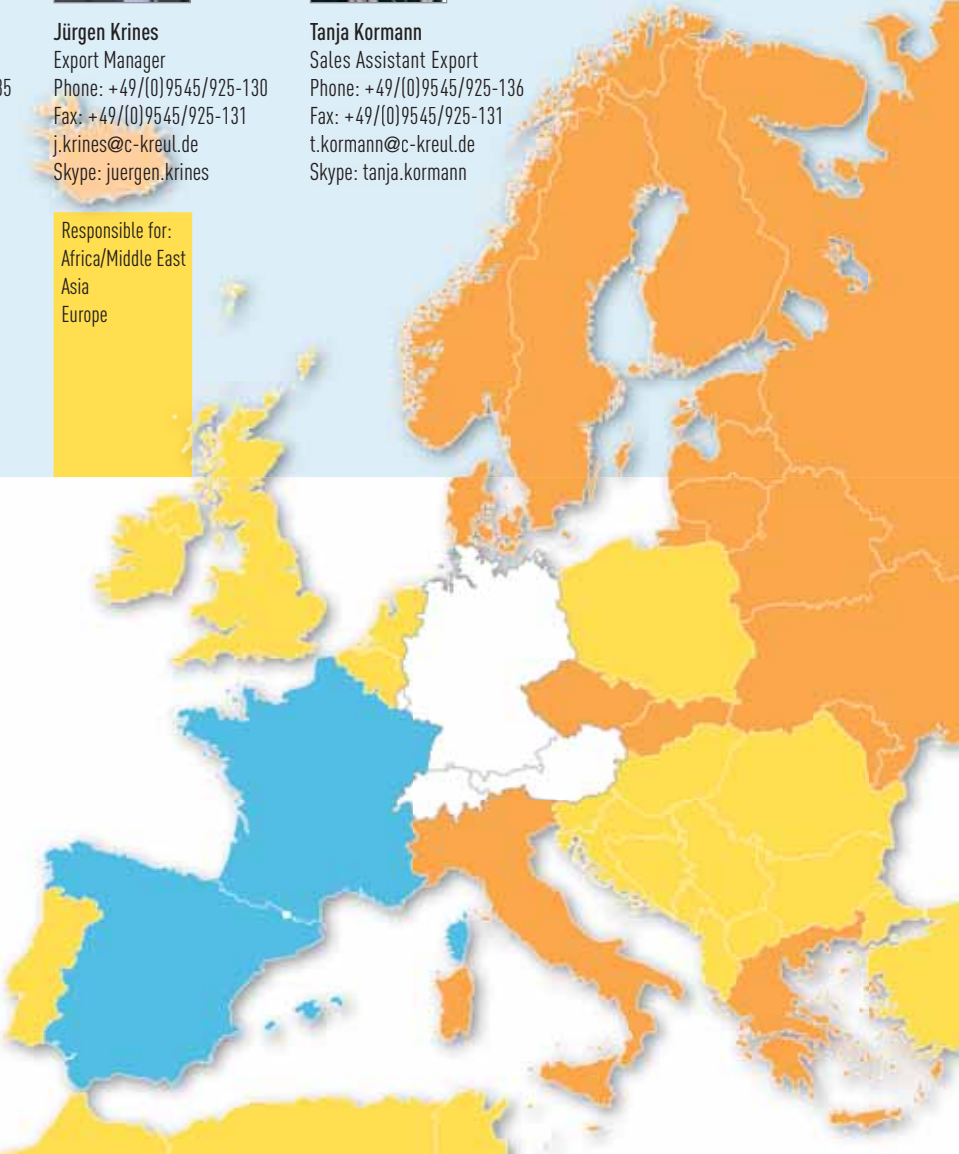 35
Jürgen Krines
Export Manager
Phone: +49/(0)9545/925-130
Fax: +49/(0)9545/925-131
j.krines@c-kreul.de
Skype: juergen.krines
Responsible for:
Africa/Middle East
Asia
Europe
Tanja Kormann
Sales Assistant Export
Phone: +49/(0)9545/925-136
Fax: +49/(0)9545/925-131
t.kormann@c-kreul.de
Skype: tanja.kormann